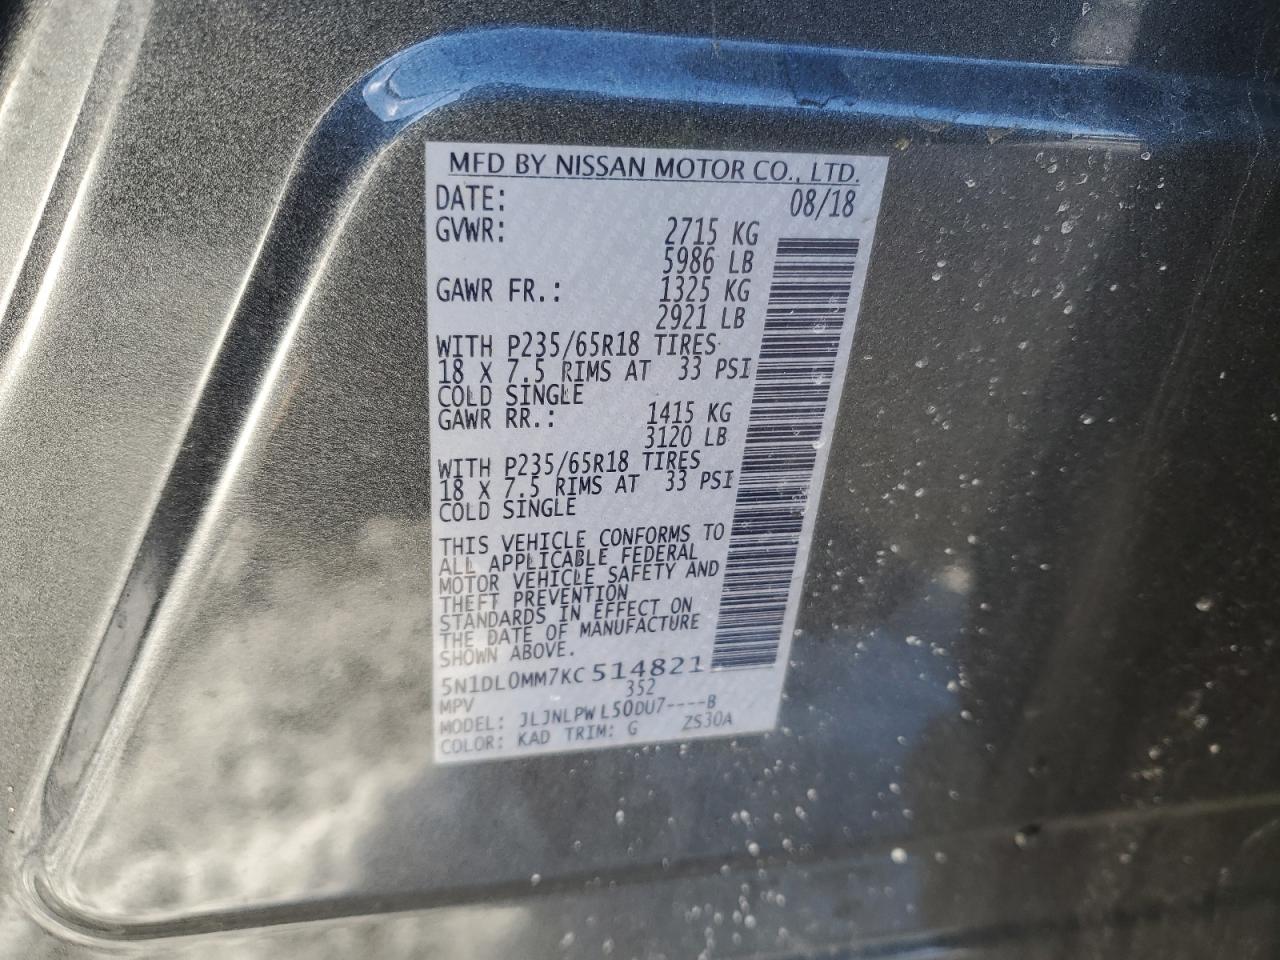 MFD BY NISSAN MOTOR CO., LTD.
DATE: 08/18
GVWR: 2715 KG
5986 LB
GAWR FR.: 1325 KG
2921 LB
WITH P235/65R18 TIRES
18 X 7.5 RIMS AT 33 PSI
COLD SINGLE
GAWR RR.: 1415 KG
3120 LB
WITH P235/65R18 TIRES
18 X 7.5 RIMS AT 33 PSI
COLD SINGLE
THIS VEHICLE CONFORMS TO
ALL APPLICABLE FEDERAL
MOTOR VEHICLE SAFETY AND
THEFT PREVENTION
STANDARDS IN EFFECT ON
THE DATE OF MANUFACTURE
SHOWN ABOVE.
5N1DL0MM7KC514821
MPV 352
MODEL: JLJNLPWL50DU7----B
COLOR: KAD TRIM: G ZS30A